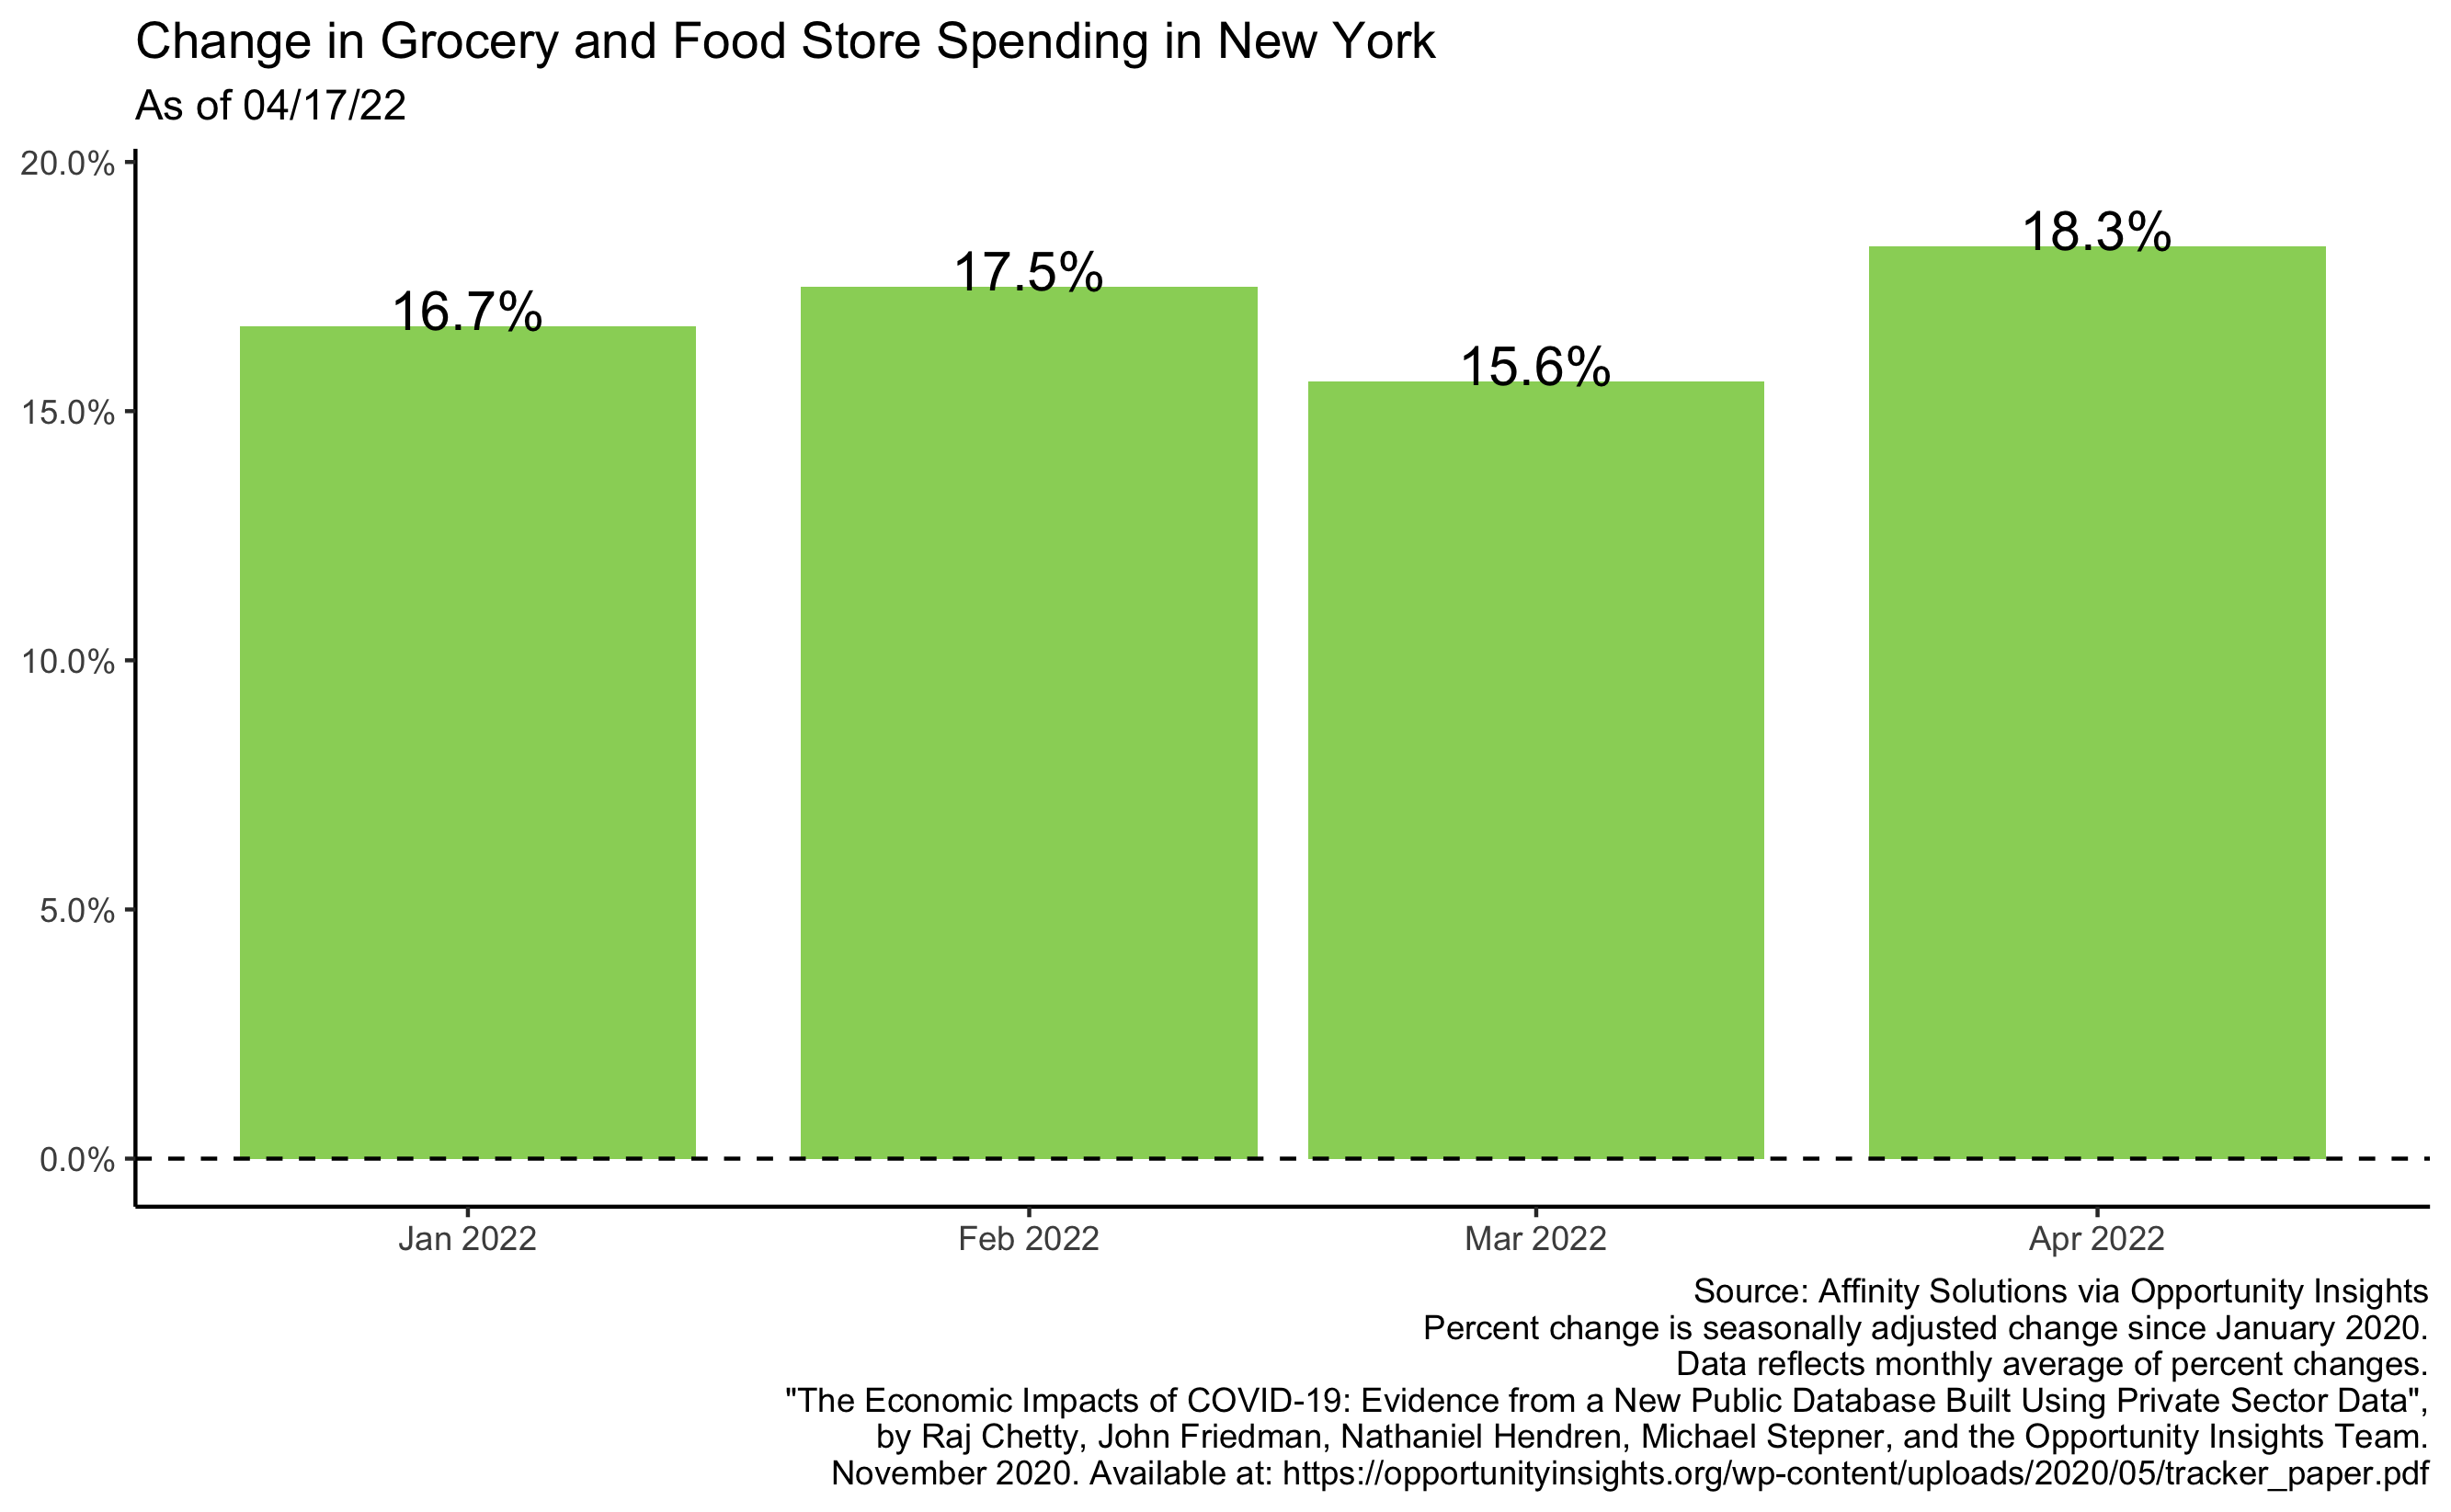 Change in Grocery and Food Store Spending in New York
As of 04/17/22
20.0%
15.0%
10.0%
5.0%
0.0%
16.7%
17.5%
15.6%
18.3%
Jan 2022
Feb 2022
Mar 2022
Apr 2022
Source: Affinity Solutions via Opportunity Insights
Percent change is seasonally adjusted change since January 2020.
Data reflects monthly average of percent changes.
"The Economic Impacts of COVID-19: Evidence from a New Public Database Built Using Private Sector Data",
by Raj Chetty, John Friedman, Nathaniel Hendren, Michael Stepner, and the Opportunity Insights Team.
November 2020. Available at: https://opportunityinsights.org/wp-content/uploads/2020/05/tracker_paper.pdf